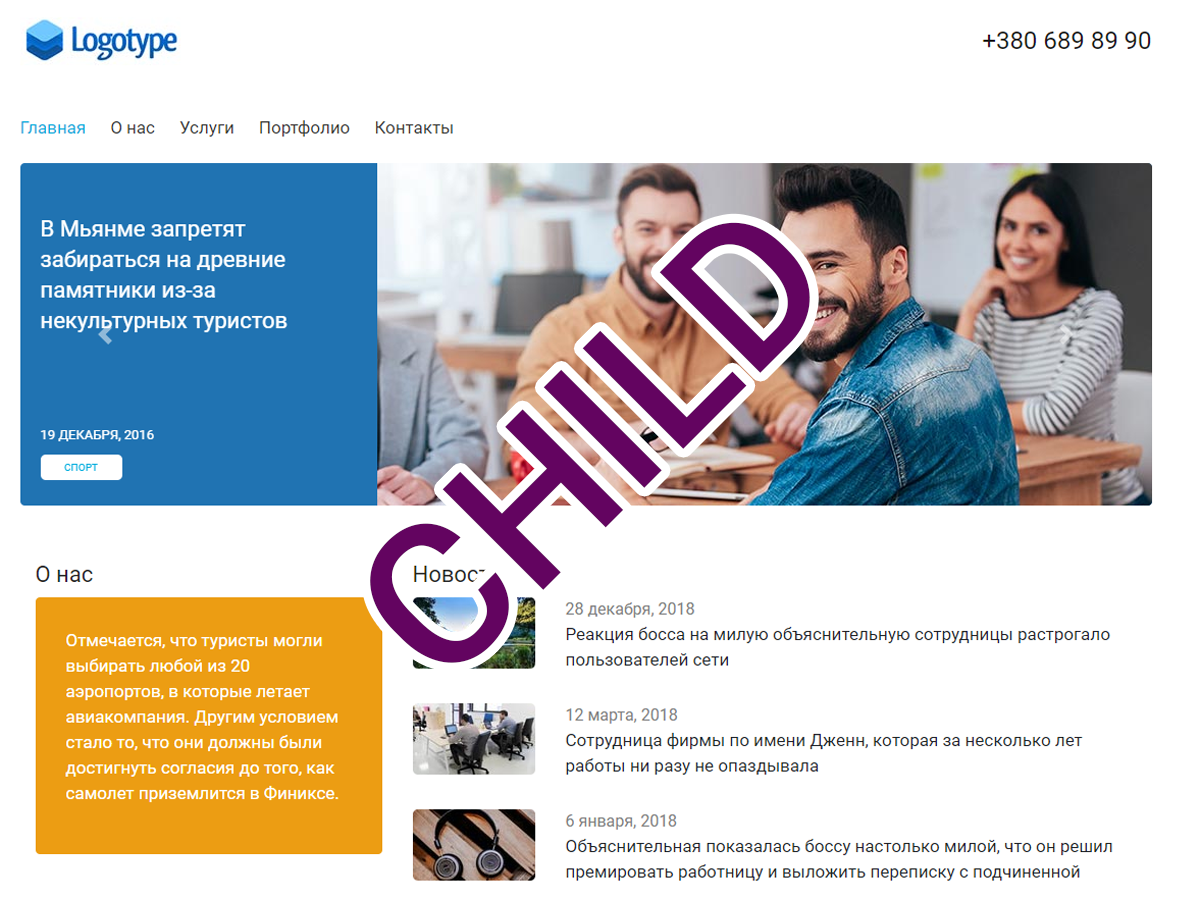 Logotype
+380 689 89 90
Главная О нас Услуги Портфолио Контакты
В Мьянме запретят
забираться на древние
памятники из-за
некультурных туристов
19 ДЕКАБРЯ, 2016
СПОРТ
CHILD
О нас
Отмечается, что туристы могли
выбирать любой из 20
аэропортов, в которые летает
авиакомпания. Другим условием
стало то, что они должны были
достигнуть согласия до того, как
самолет приземлится в Финиксе.
28 декабря, 2018
Реакция босса на милую объяснительную сотрудницы растрогало
пользователей сети
12 марта, 2018
Сотрудница фирмы по имени Дженн, которая за несколько лет
работы ни разу не опаздывала
6 января, 2018
Объяснительная показалась боссу настолько милой, что он решил
премировать работницу и выложить переписку с подчиненной